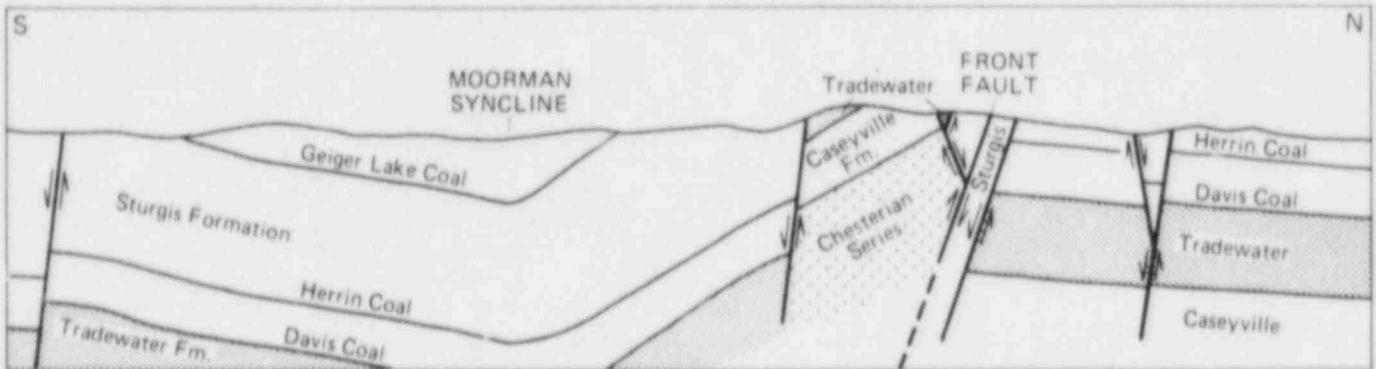 S
N
MOORMAN
SYNCLINE
Tradewater
FRONT
FAULT
Geiger Lake Coal
Caseyville
Fm.
Sturgis
Herrin Coal
Sturgis Formation
Chesterian
Series
Davis Coal
Tradewater
Herrin Coal
Davis Coal
Tradewater Fm.
Caseyville